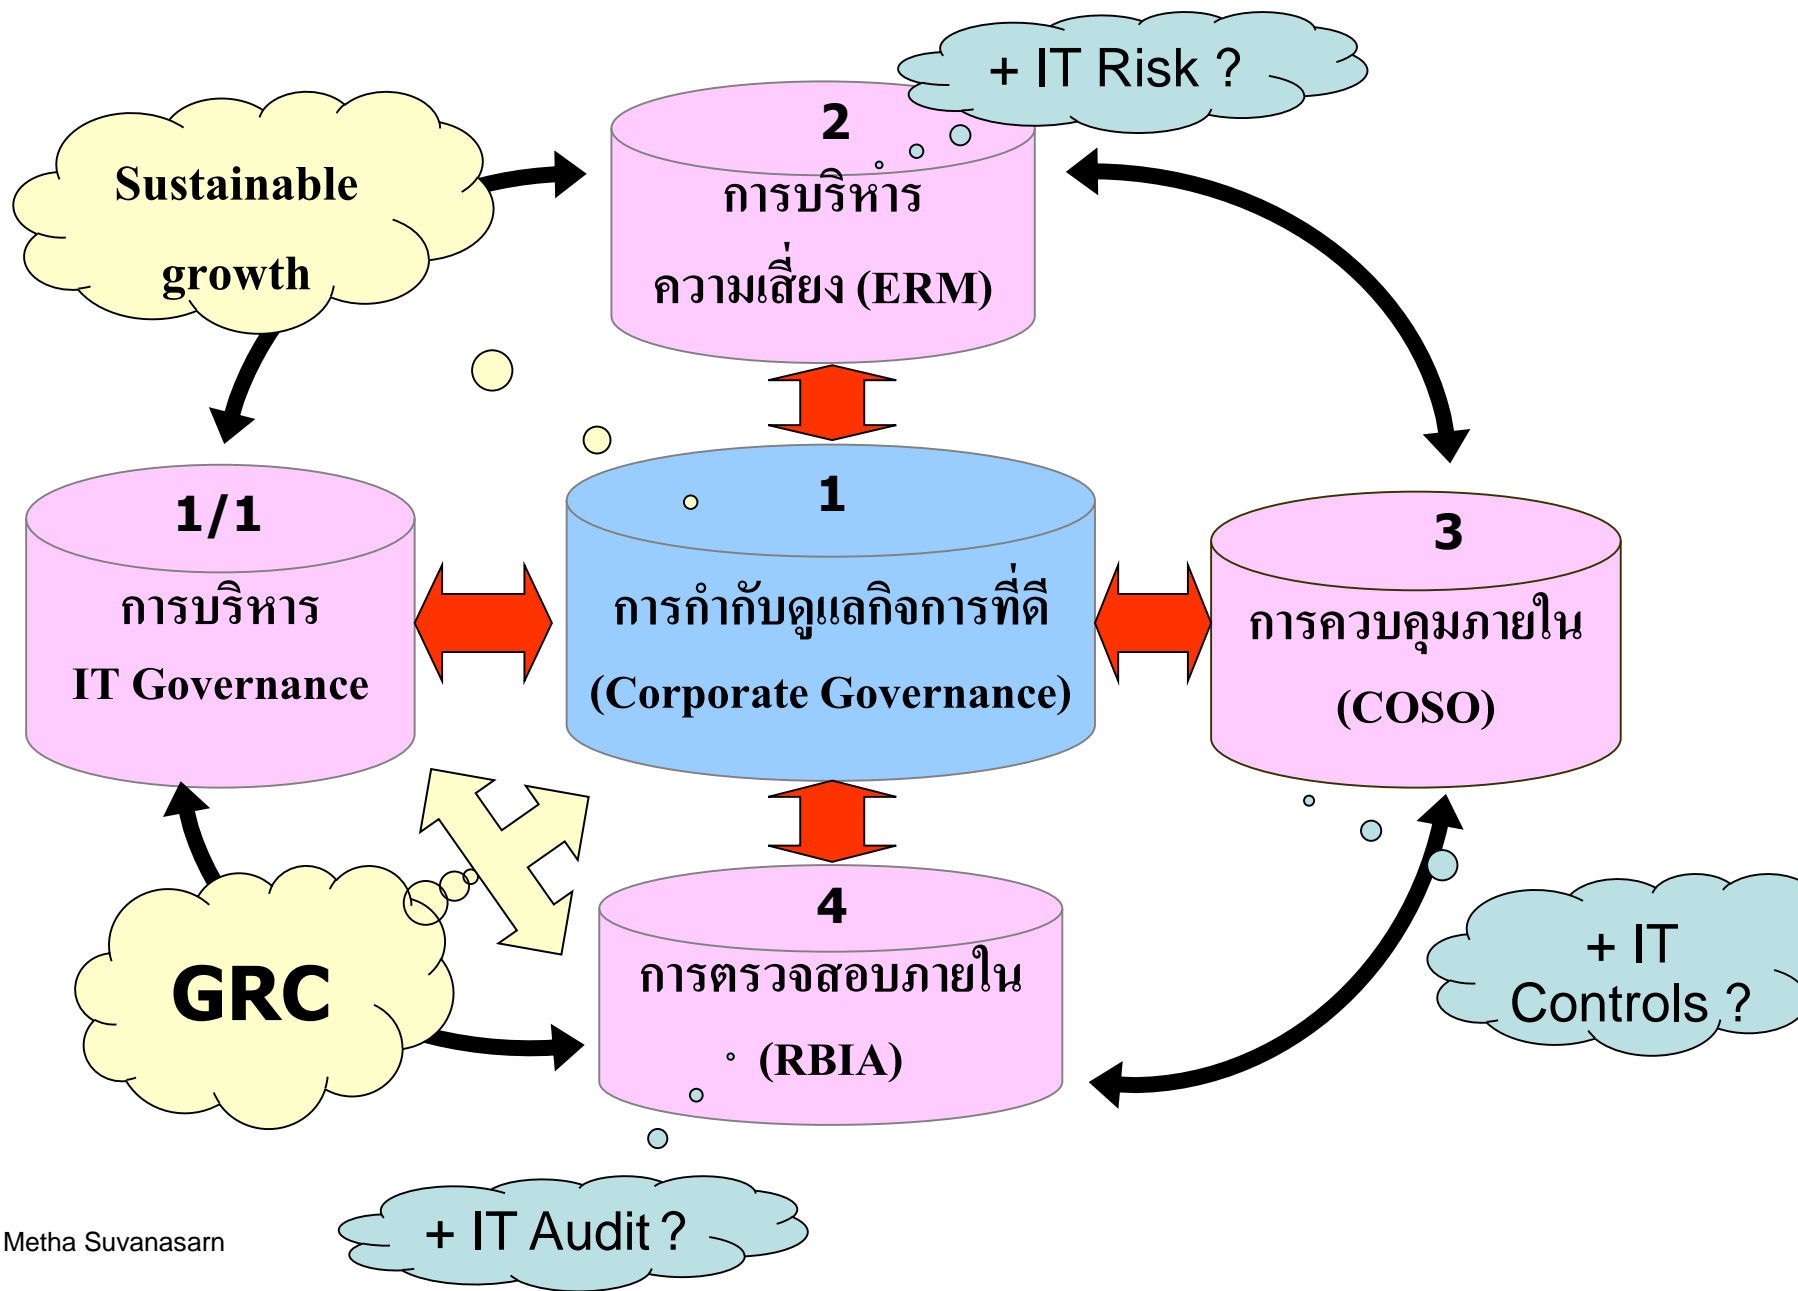 + IT Risk ?
2
การบริหาร
ความเสี่ยง (ERM)
Sustainable
growth
1/1
การบริหาร
IT Governance
1
การกำกับดูแลกิจการที่ดี
(Corporate Governance)
3
การควบคุมภายใน
(COSO)
GRC
4
การตรวจสอบภายใน
(RBIA)
+ IT
Controls ?
+ IT Audit ?
Metha Suvanasarn